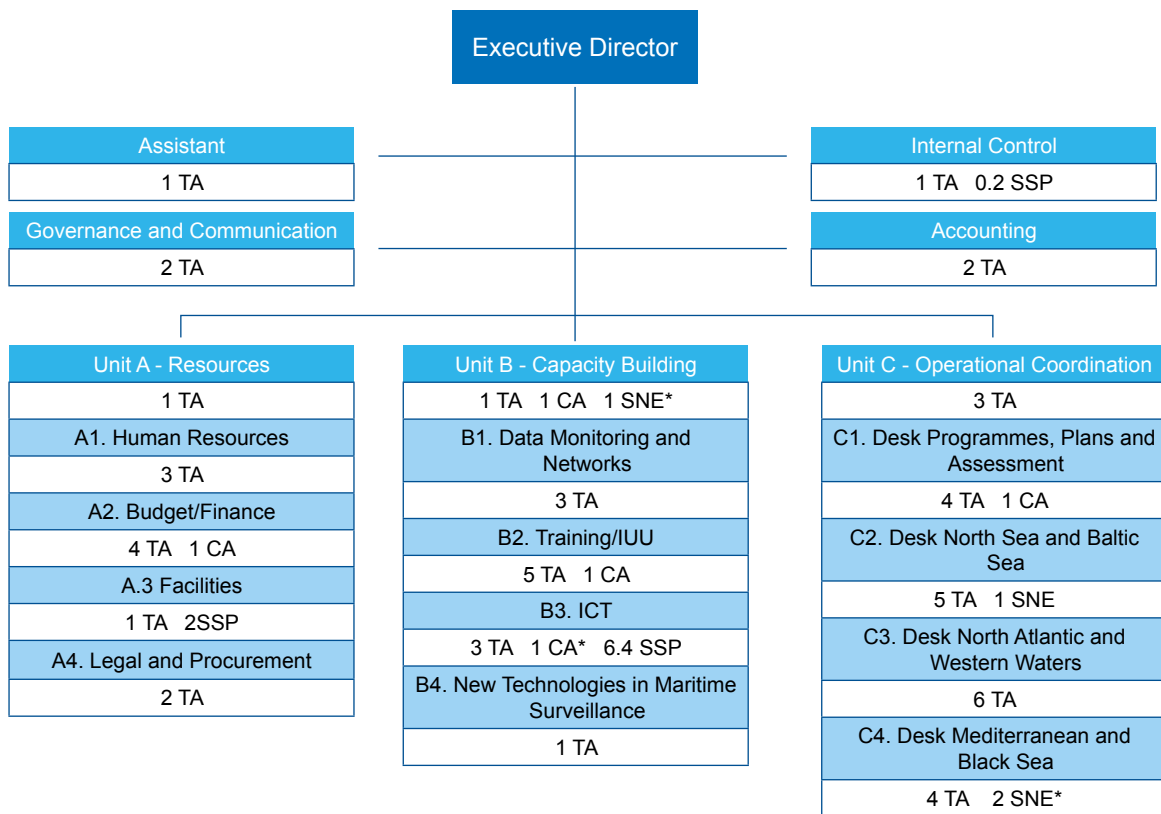 Executive Director
Assistant
1 TA
Internal Control
1 TA 0.2 SSP
Governance and Communication
2 TA
Accounting
2 TA
Unit A - Resources
1 TA
A1. Human Resources
3 TA
A2. Budget/Finance
4 TA 1 CA
A.3 Facilities
1 TA 2SSP
A4. Legal and Procurement
2 TA
Unit B - Capacity Building
1 TA 1 CA 1 SNE*
B1. Data Monitoring and
Networks
3 TA
B2. Training/IUU
5 TA 1 CA
B3. ICT
3 TA 1 CA* 6.4 SSP
B4. New Technologies in Maritime
Surveillance
1 TA
Unit C - Operational Coordination
3 TA
C1. Desk Programmes, Plans and
Assessment
4 TA 1 CA
C2. Desk North Sea and Baltic
Sea
5 TA 1 SNE
C3. Desk North Atlantic and
Western Waters
6 TA
C4. Desk Mediterranean and
Black Sea
4 TA 2 SNE*